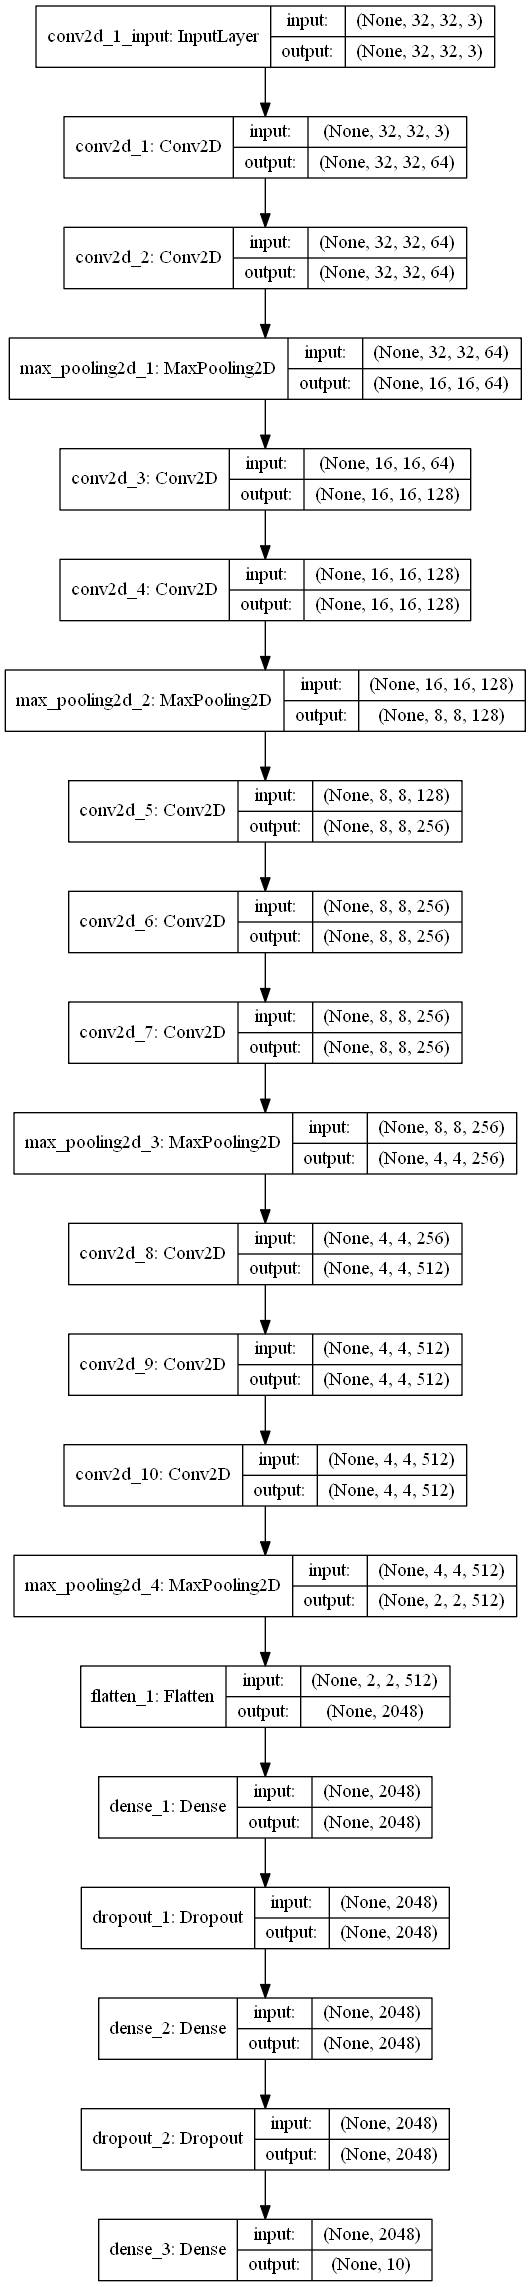 conv2d_1_input: InputLayer
input: (None, 32, 32, 3)
output: (None, 32, 32, 3)
conv2d_1: Conv2D
input: (None, 32, 32, 3)
output: (None, 32, 32, 64)
conv2d_2: Conv2D
input: (None, 32, 32, 64)
output: (None, 32, 32, 64)
max_pooling2d_1: MaxPooling2D
input: (None, 32, 32, 64)
output: (None, 16, 16, 64)
conv2d_3: Conv2D
input: (None, 16, 16, 64)
output: (None, 16, 16, 128)
conv2d_4: Conv2D
input: (None, 16, 16, 128)
output: (None, 16, 16, 128)
max_pooling2d_2: MaxPooling2D
input: (None, 16, 16, 128)
output: (None, 8, 8, 128)
conv2d_5: Conv2D
input: (None, 8, 8, 128)
output: (None, 8, 8, 256)
conv2d_6: Conv2D
input: (None, 8, 8, 256)
output: (None, 8, 8, 256)
conv2d_7: Conv2D
input: (None, 8, 8, 256)
output: (None, 8, 8, 256)
max_pooling2d_3: MaxPooling2D
input: (None, 8, 8, 256)
output: (None, 4, 4, 256)
conv2d_8: Conv2D
input: (None, 4, 4, 256)
output: (None, 4, 4, 512)
conv2d_9: Conv2D
input: (None, 4, 4, 512)
output: (None, 4, 4, 512)
conv2d_10: Conv2D
input: (None, 4, 4, 512)
output: (None, 4, 4, 512)
max_pooling2d_4: MaxPooling2D
input: (None, 4, 4, 512)
output: (None, 2, 2, 512)
flatten_1: Flatten
input: (None, 2, 2, 512)
output: (None, 2048)
dense_1: Dense
input: (None, 2048)
output: (None, 2048)
dropout_1: Dropout
input: (None, 2048)
output: (None, 2048)
dense_2: Dense
input: (None, 2048)
output: (None, 2048)
dropout_2: Dropout
input: (None, 2048)
output: (None, 2048)
dense_3: Dense
input: (None, 2048)
output: (None, 10)